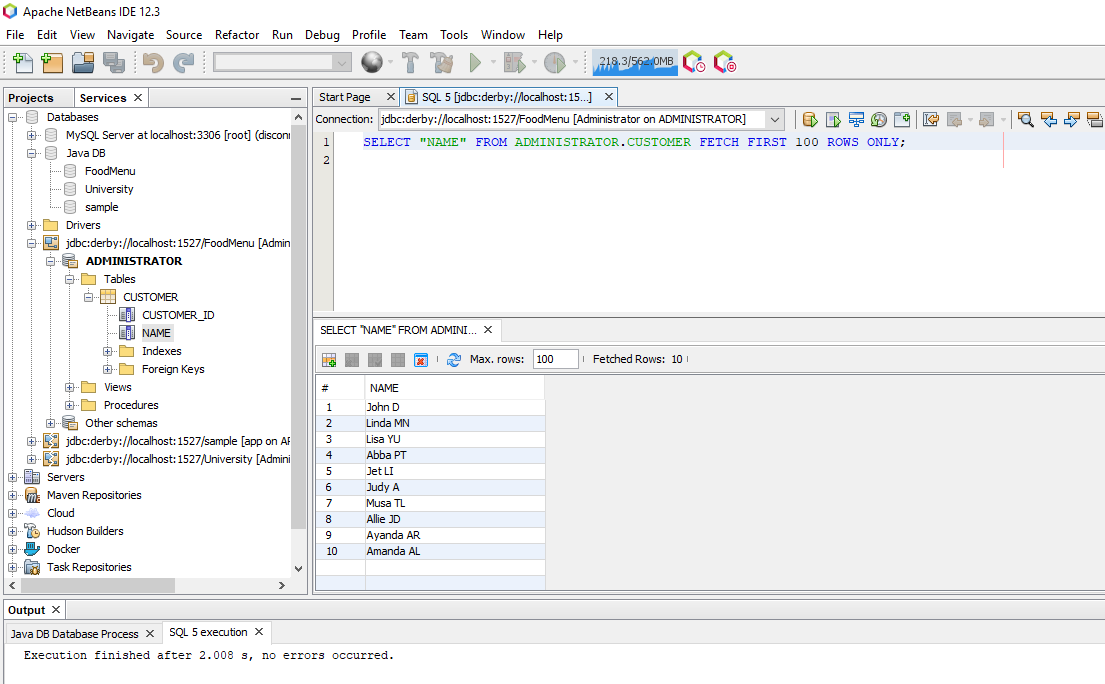 Apache NetBeans IDE 12.3
File Edit View Navigate Source Refactor Run Debug Profile Team Tools Window Help
218.3/562.0MB
Projects Services
Databases
MySQL Server at localhost:3306 [root] (disconn
Java DB
FoodMenu
University
sample
Drivers
jdbc:derby://localhost:1527/FoodMenu [Admin
ADMINISTRATOR
Tables
CUSTOMER
CUSTOMER_ID
NAME
Indexes
Foreign Keys
Views
Procedures
Other schemas
jdbc:derby://localhost:1527/sample [app on AP
jdbc:derby://localhost:1527/University [Admini
Servers
Maven Repositories
Cloud
Hudson Builders
Docker
Task Repositories
Start Page SQL 5 [jdbc:derby://localhost:15...]
Connection: jdbc:derby://localhost:1527/FoodMenu [Administrator on ADMINISTRATOR]
1 SELECT "NAME" FROM ADMINISTRATOR.CUSTOMER FETCH FIRST 100 ROWS ONLY;
2
SELECT "NAME" FROM ADMINI...
Max. rows: 100 Fetched Rows: 10
# NAME
1 John D
2 Linda MN
3 Lisa YU
4 Abba PT
5 Jet LI
6 Judy A
7 Musa TL
8 Allie JD
9 Ayanda AR
10 Amanda AL
Output
Java DB Database Process SQL 5 execution
Execution finished after 2.008 s, no errors occurred.